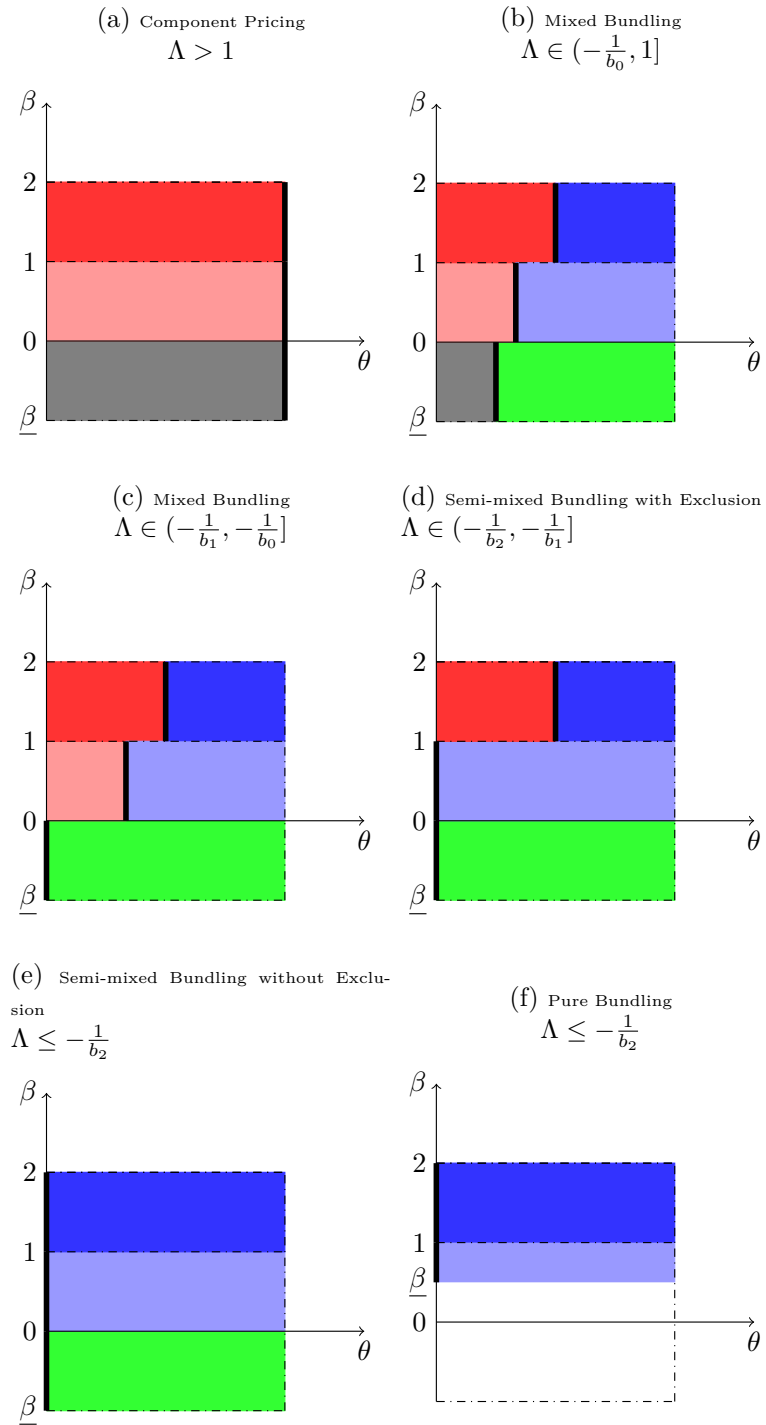 (a) Component Pricing
Λ > 1
β
2
1
0
β
θ
(b) Mixed Bundling
Λ ∈ (−1/b₀, 1]
β
2
1
0
β
θ
(c) Mixed Bundling
Λ ∈ (−1/b₁, −1/b₀]
β
2
1
0
β
θ
(d) Semi-mixed Bundling with Exclusion
Λ ∈ (−1/b₂, −1/b₁]
β
2
1
0
β
θ
(e) Semi-mixed Bundling without Exclu-
sion
Λ ≤ −1/b₂
β
2
1
0
β
θ
(f) Pure Bundling
Λ ≤ −1/b₂
β
2
1
β
0
θ